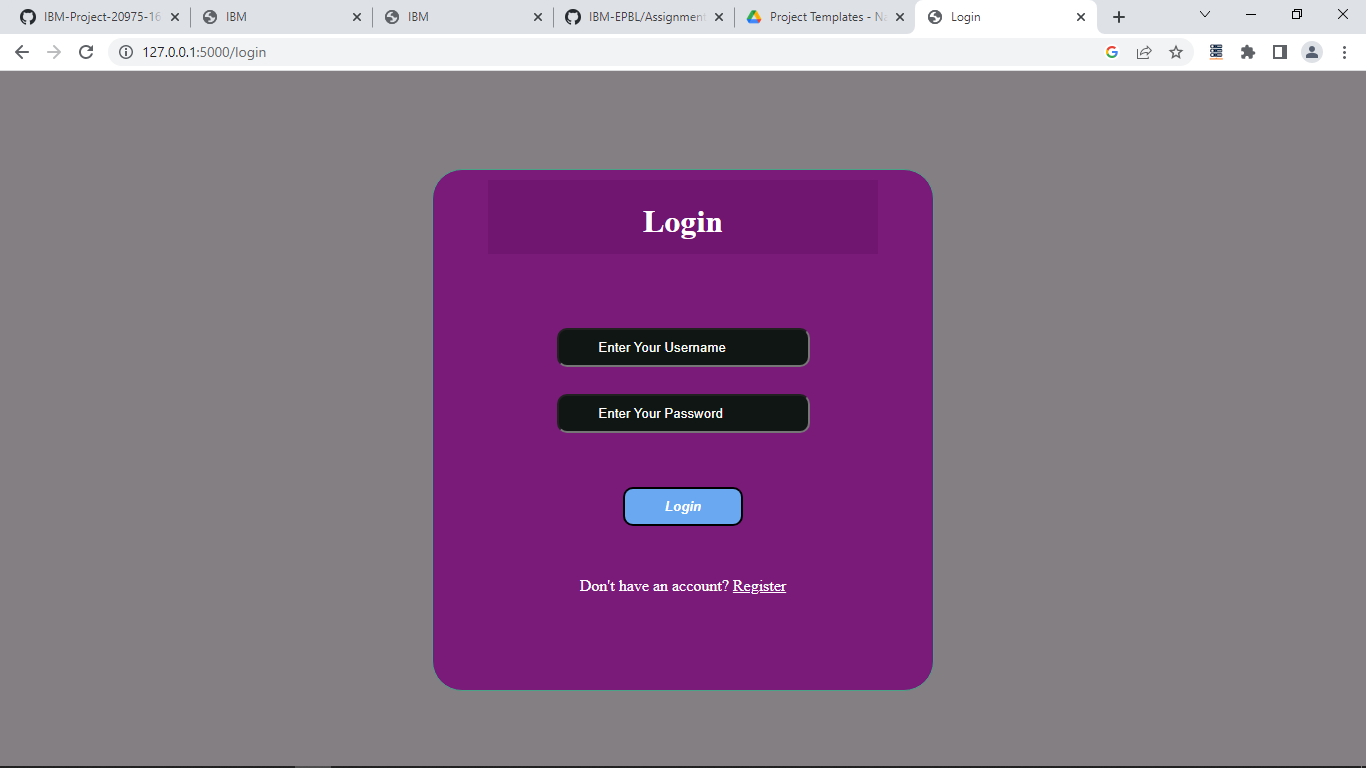 IBM-Project-20975-16
IBM
IBM
IBM-EPBL/Assignment
Project Templates - Na
Login
127.0.0.1:5000/login
Login
Enter Your Username
Enter Your Password
Login
Don't have an account? Register